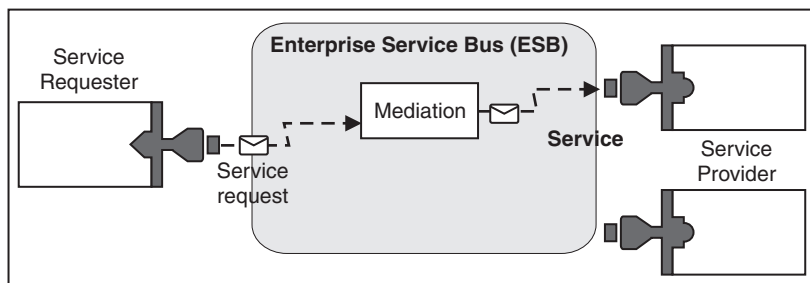 Service
Requester
Enterprise Service Bus (ESB)
Mediation
Service
request
Service
Service
Provider